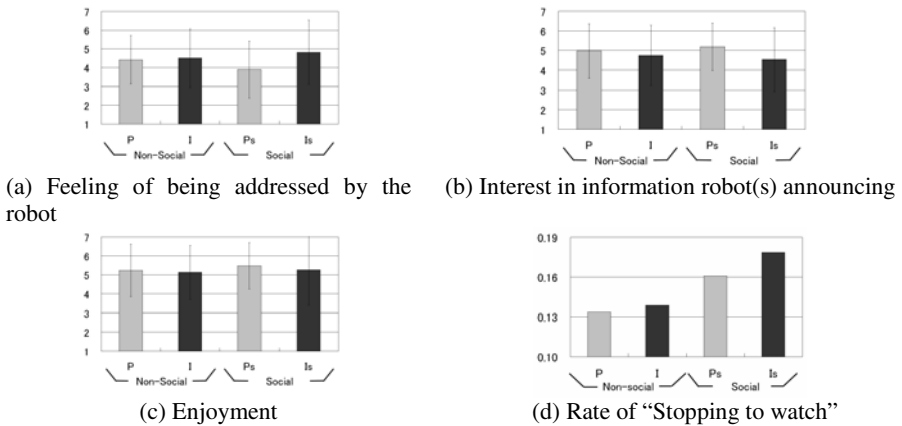 7
6
5
4
3
2
1
P I Ps Is
Non-Social Social
(a) Feeling of being addressed by the
robot
7
6
5
4
3
2
1
P I Ps Is
Non-Social Social
(b) Interest in information robot(s) announcing
7
6
5
4
3
2
1
P I Ps Is
Non-Social Social
(c) Enjoyment
0.19
0.16
0.13
0.10
P I Ps Is
Non-social Social
(d) Rate of “Stopping to watch”